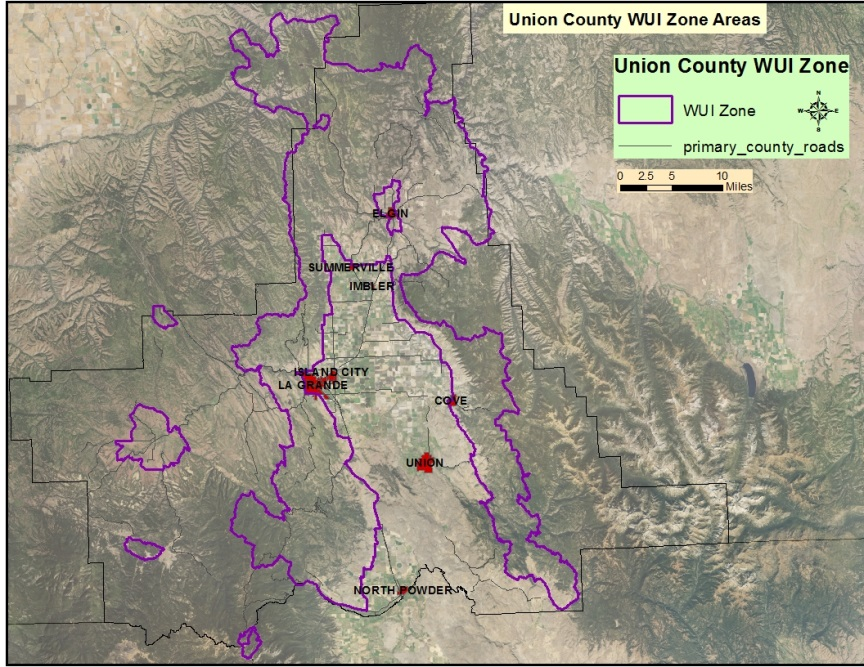 Union County WUI Zone Areas
Union County WUI Zone
WUI Zone
N
W E
S
primary_county_roads
0 2.5 5 10
Miles
ELGIN
SUMMERVILLE
IMBLER
ISLAND CITY
LA GRANDE
COVE
UNION
NORTH POWDER